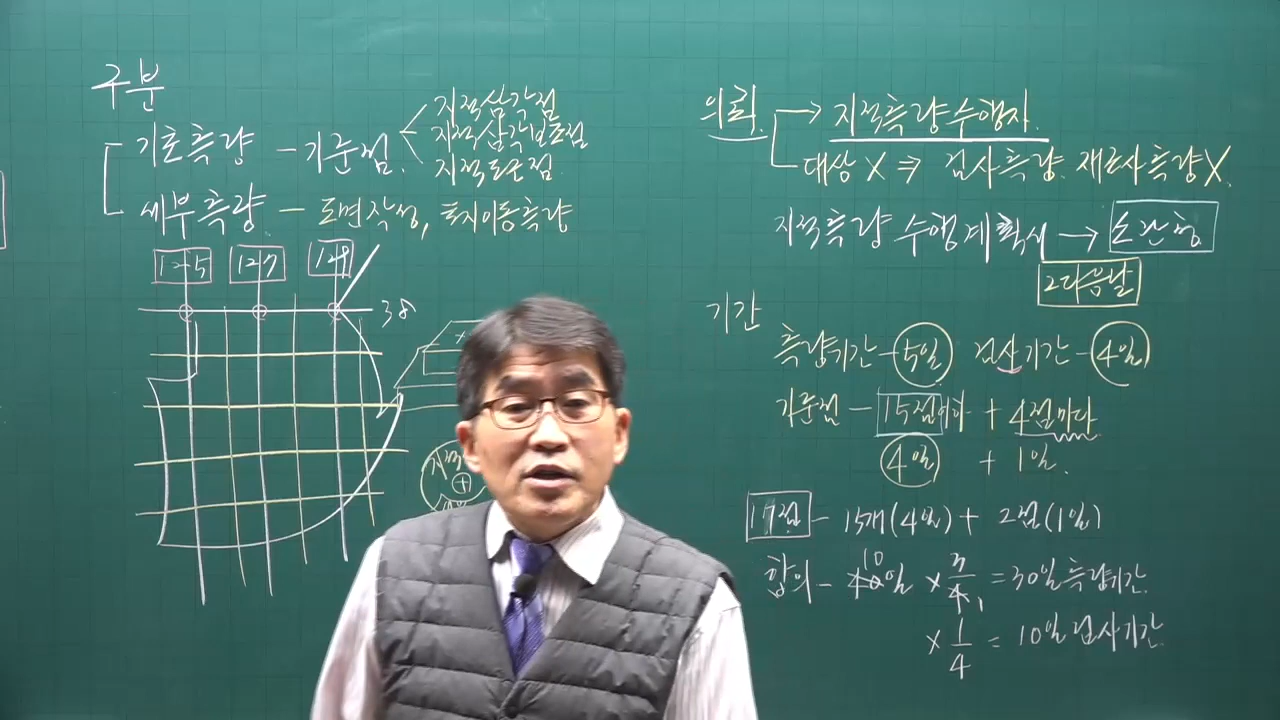 구분
기초측량 - 기준점.
지적삼각점
지적삼각보조점
지적도근점.
세부측량 - 도면작성, 토지이동측량
125 127 129
38
지적
의뢰. → 지적측량수행자.
대상 X ⇒ 검사측량. 재조사측량 X.
지적측량 수행계획서 → 소관청
2다음날
기간
측량기간 - 5일 검사기간 - 4일
기준점 - 15점이하 + 4점마다
4일 + 1일.
17점 - 15개(4일) + 2점(1일)
합의 - 40일 × 3/4 = 30일 측량기간.
10 1
× 1/4 = 10일 검사기간